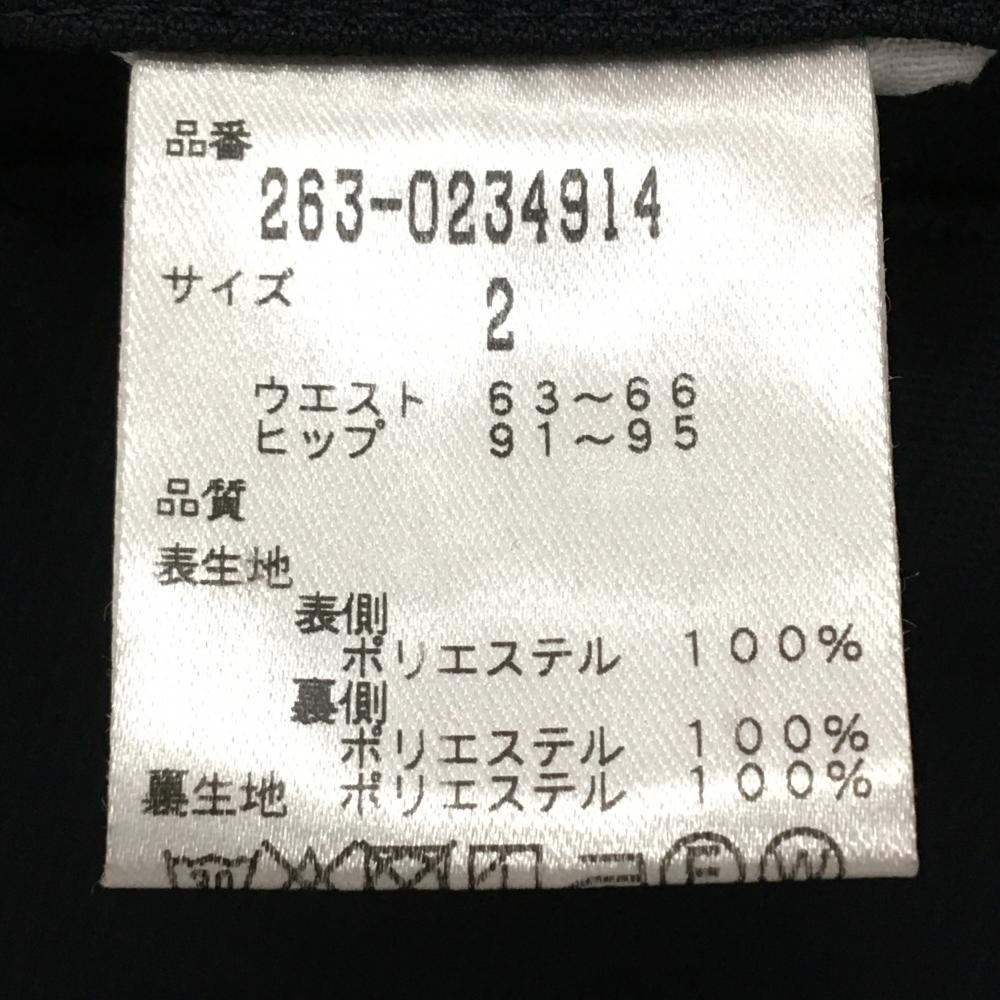 品番
263-0234914
サイズ
2
ウエスト 63〜66
ヒップ 91〜95
品質
表生地
表側
ポリエステル 100%
裏側
ポリエステル 100%
裏生地 ポリエステル 100%
30 F W